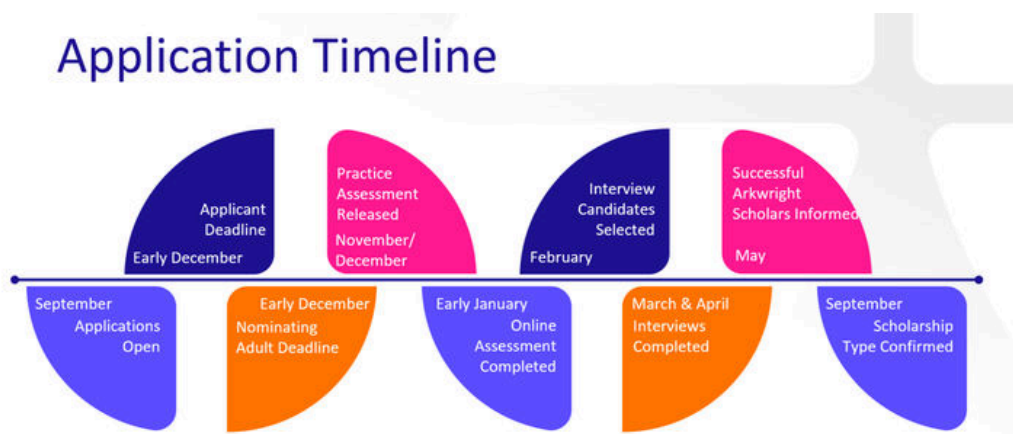 Application Timeline
September
Applications
Open
Applicant
Deadline
Early December
Early December
Nominating
Adult Deadline
Practice
Assessment
Released
November/
December
Early January
Online
Assessment
Completed
Interview
Candidates
Selected
February
March & April
Interviews
Completed
Successful
Arkwright
Scholars Informed
May
September
Scholarship
Type Confirmed